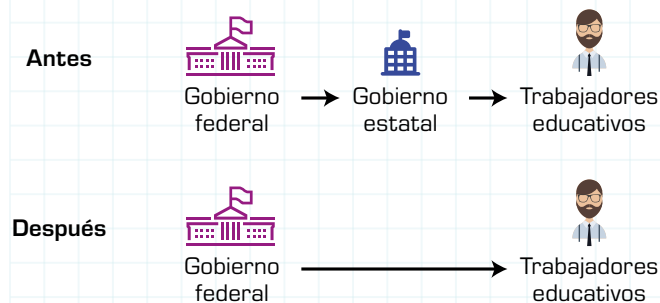 Antes
Gobierno federal
Gobierno estatal
Trabajadores educativos
Después
Gobierno federal
Trabajadores educativos